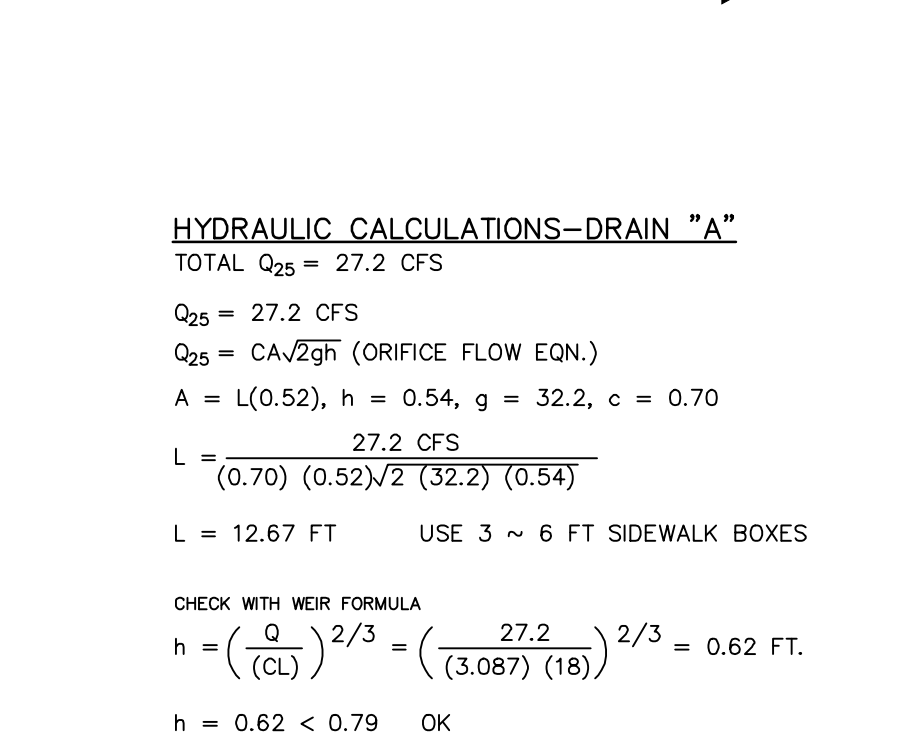 HYDRAULIC CALCULATIONS–DRAIN "A"
TOTAL Q25 = 27.2 CFS
Q25 = 27.2 CFS
Q25 = CA√2gh (ORIFICE FLOW EQN.)
A = L(0.52), h = 0.54, g = 32.2, c = 0.70
L = 27.2 CFS / (0.70) (0.52)√2 (32.2) (0.54)
L = 12.67 FT USE 3 ~ 6 FT SIDEWALK BOXES
CHECK WITH WEIR FORMULA
h = (Q/(CL))2/3 = (27.2/(3.087) (18))2/3 = 0.62 FT.
h = 0.62 < 0.79 OK